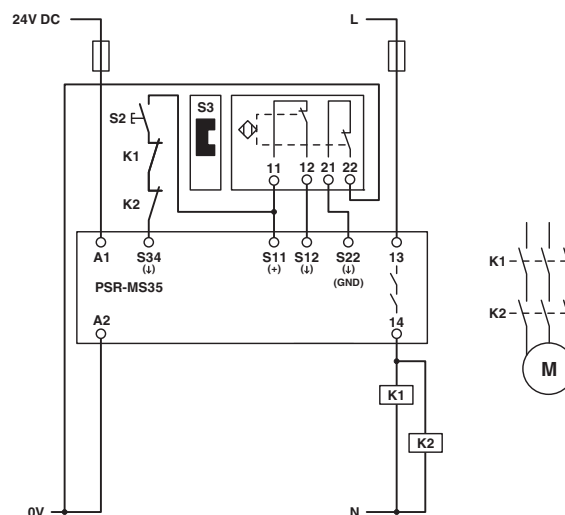 24V DC
L
S3
S2
K1
11 12 21 22
K2
A1 S34 S11 S12 S22 13
(↓) (+) (↓) (↓)
(GND)
PSR-MS35
A2
14
K1
K2
0V
N
K1
K2
M